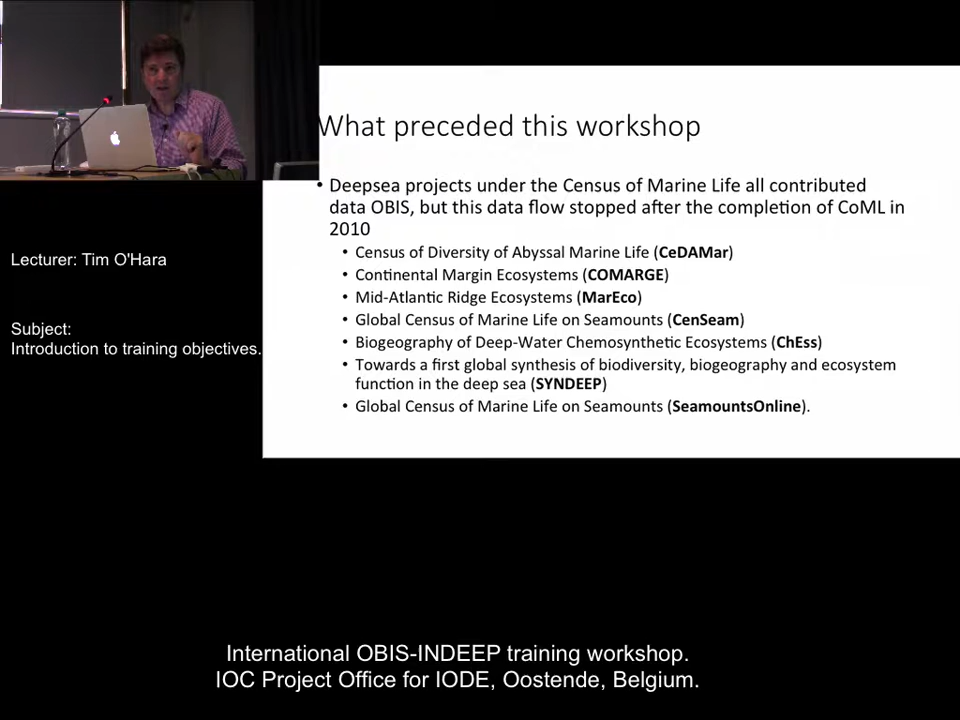 What preceded this workshop
• Deepsea projects under the Census of Marine Life all contributed
data OBIS, but this data flow stopped after the completion of CoML in
2010
• Census of Diversity of Abyssal Marine Life (CeDAMar)
• Continental Margin Ecosystems (COMARGE)
• Mid-Atlantic Ridge Ecosystems (MarEco)
• Global Census of Marine Life on Seamounts (CenSeam)
• Biogeography of Deep-Water Chemosynthetic Ecosystems (ChEss)
• Towards a first global synthesis of biodiversity, biogeography and ecosystem
function in the deep sea (SYNDEEP)
• Global Census of Marine Life on Seamounts (SeamountsOnline).
Lecturer: Tim O'Hara
Subject:
Introduction to training objectives.
International OBIS-INDEEP training workshop.
IOC Project Office for IODE, Oostende, Belgium.